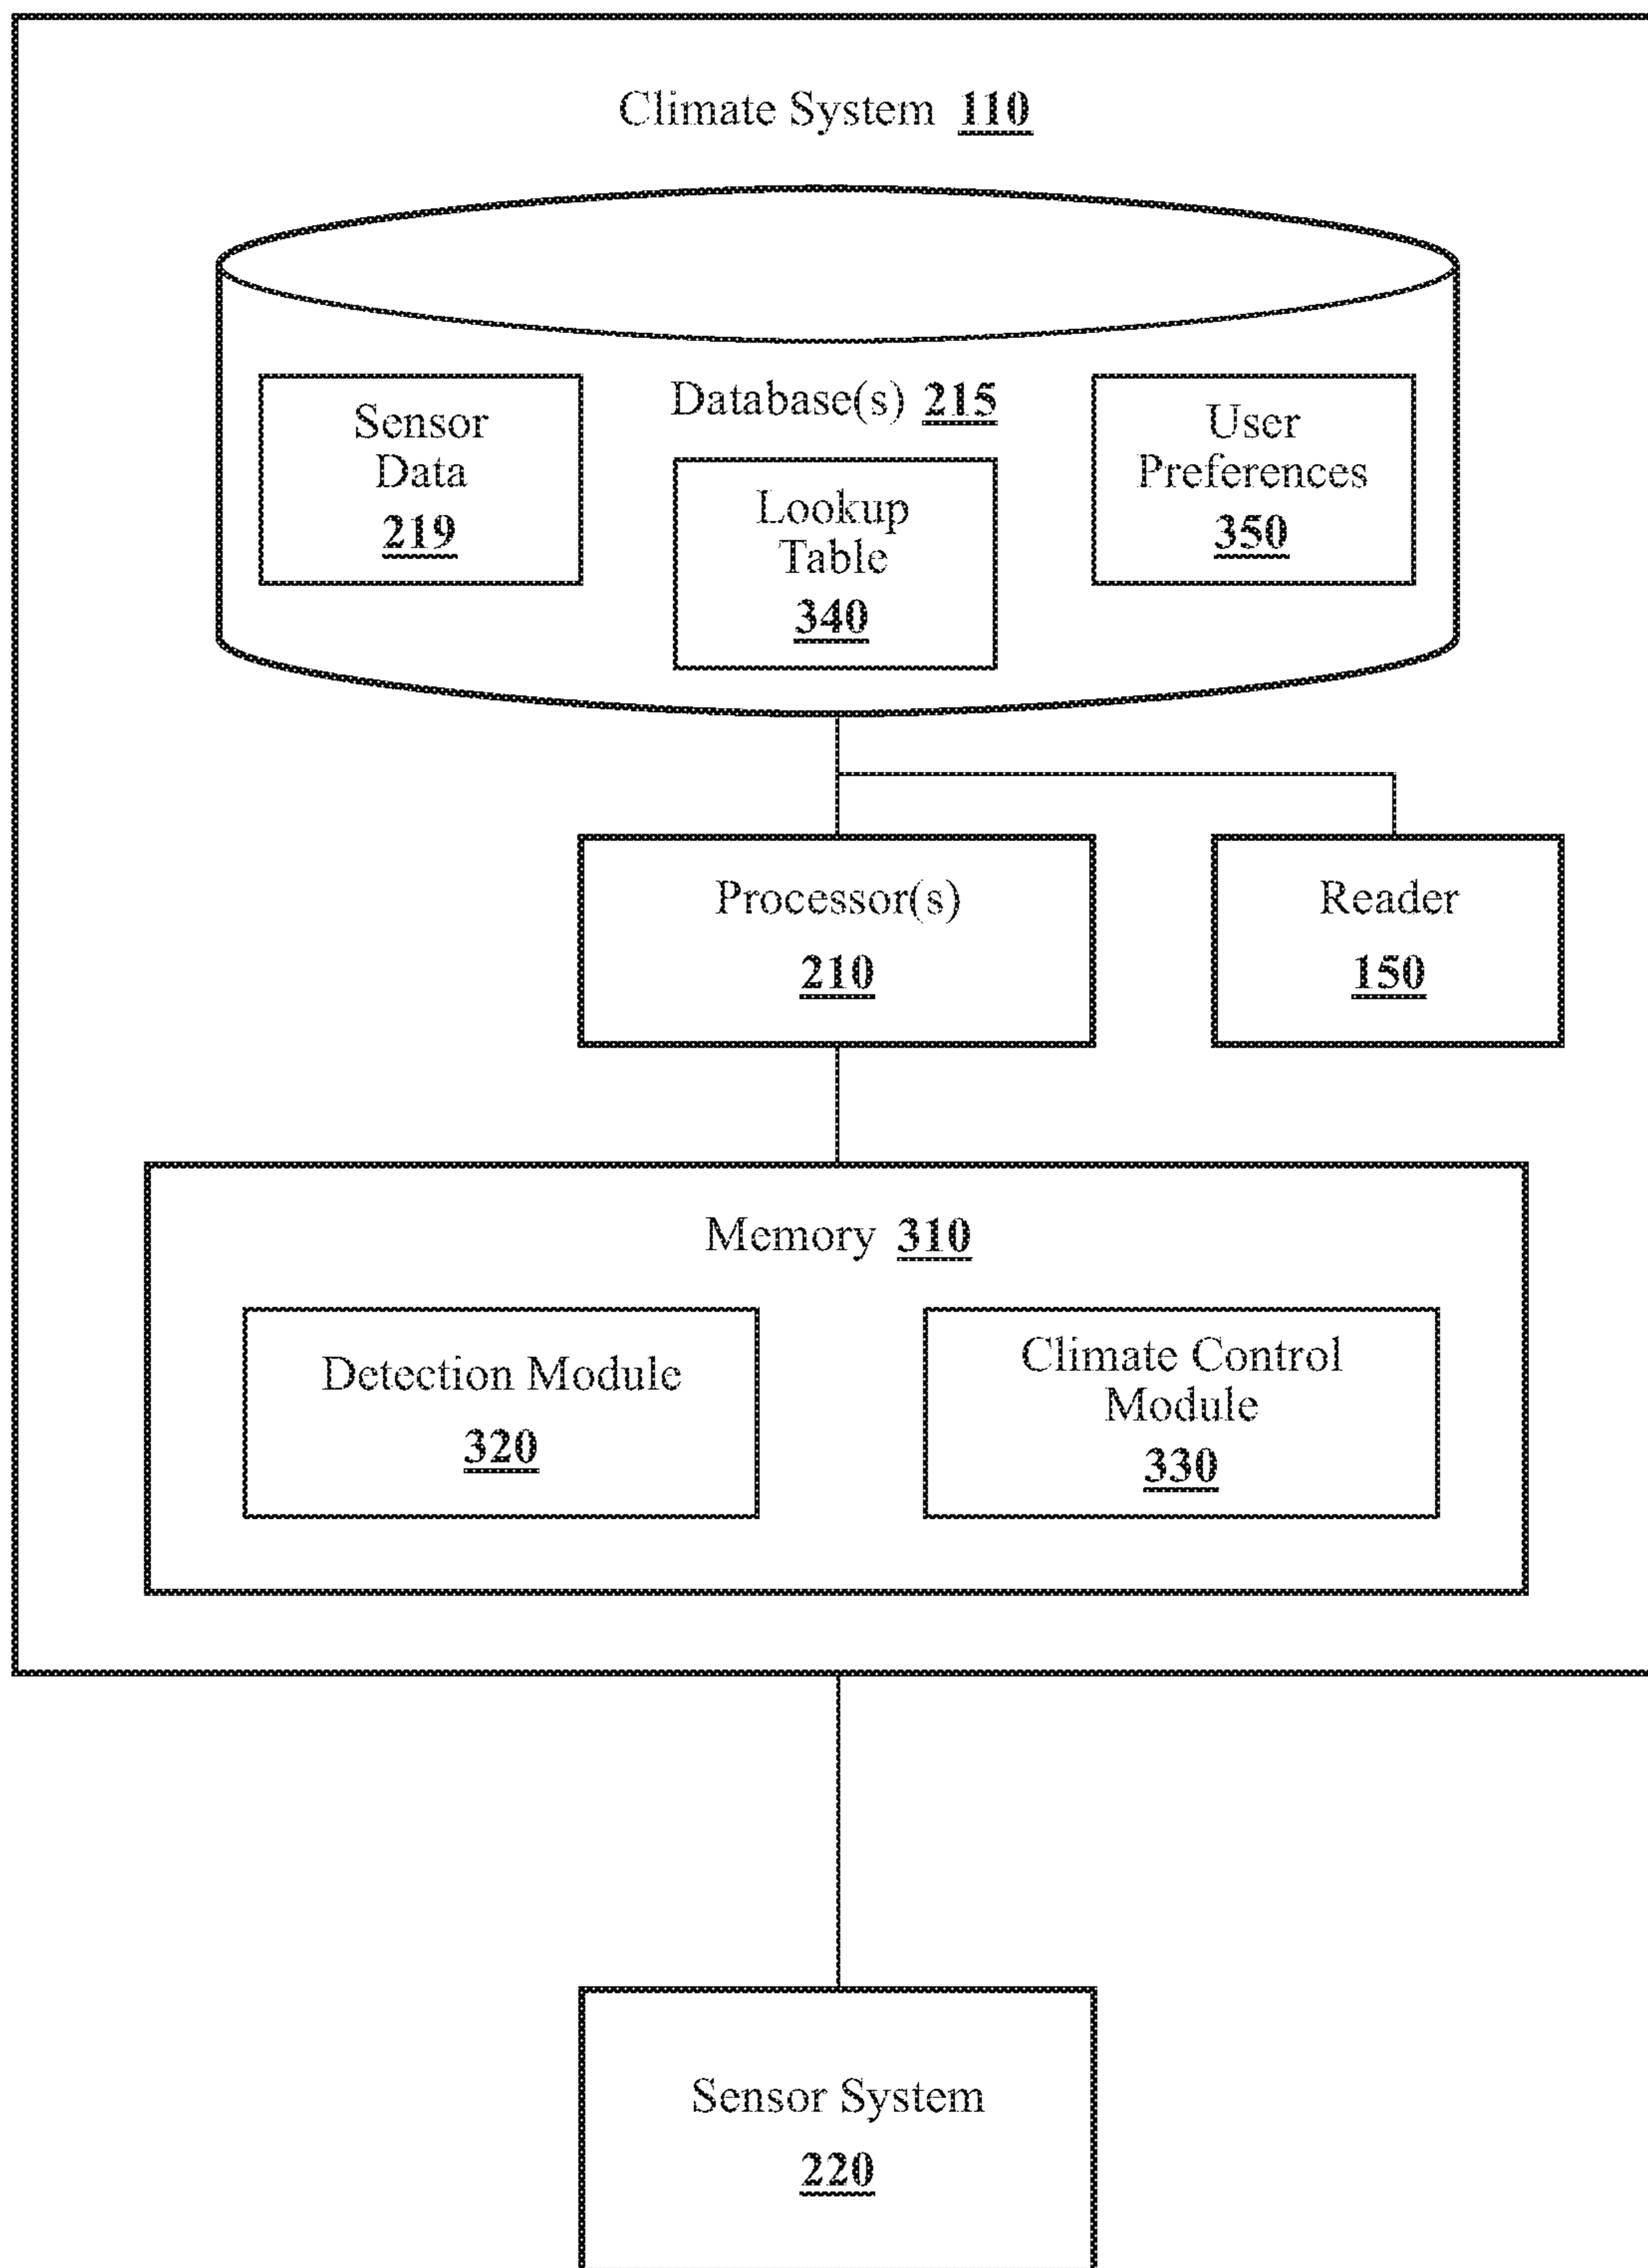 Climate System 110
Database(s) 215
Sensor
Data
219
Lookup
Table
340
User
Preferences
350
Processor(s)
210
Reader
150
Memory 310
Detection Module
320
Climate Control
Module
330
Sensor System
220